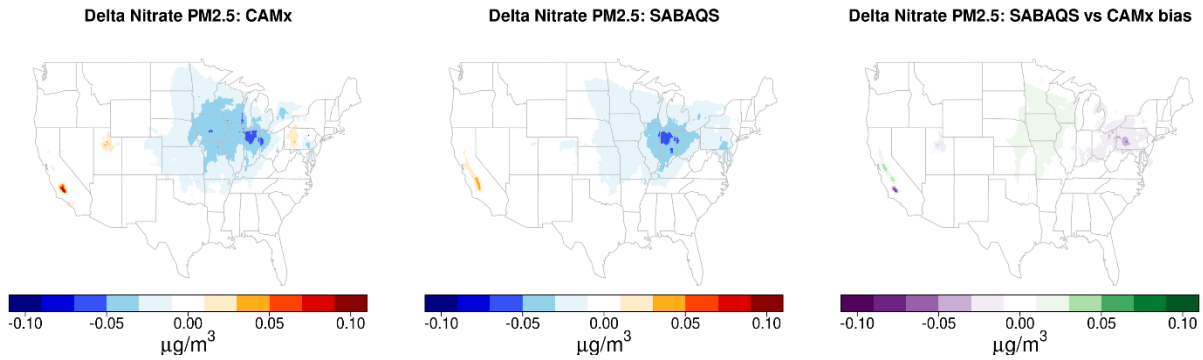 Delta Nitrate PM2.5: CAMx
-0.10 -0.05 0.00 0.05 0.10
μg/m³
Delta Nitrate PM2.5: SABAQS
-0.10 -0.05 0.00 0.05 0.10
μg/m³
Delta Nitrate PM2.5: SABAQS vs CAMx bias
-0.10 -0.05 0.00 0.05 0.10
μg/m³